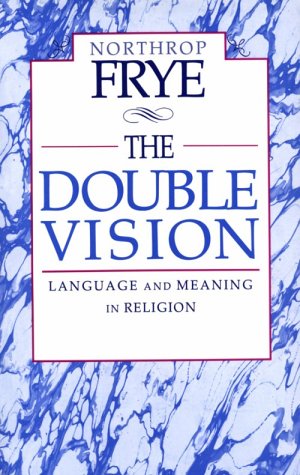 NORTHROP
FRYE
THE
DOUBLE
VISION
LANGUAGE AND MEANING
IN RELIGION